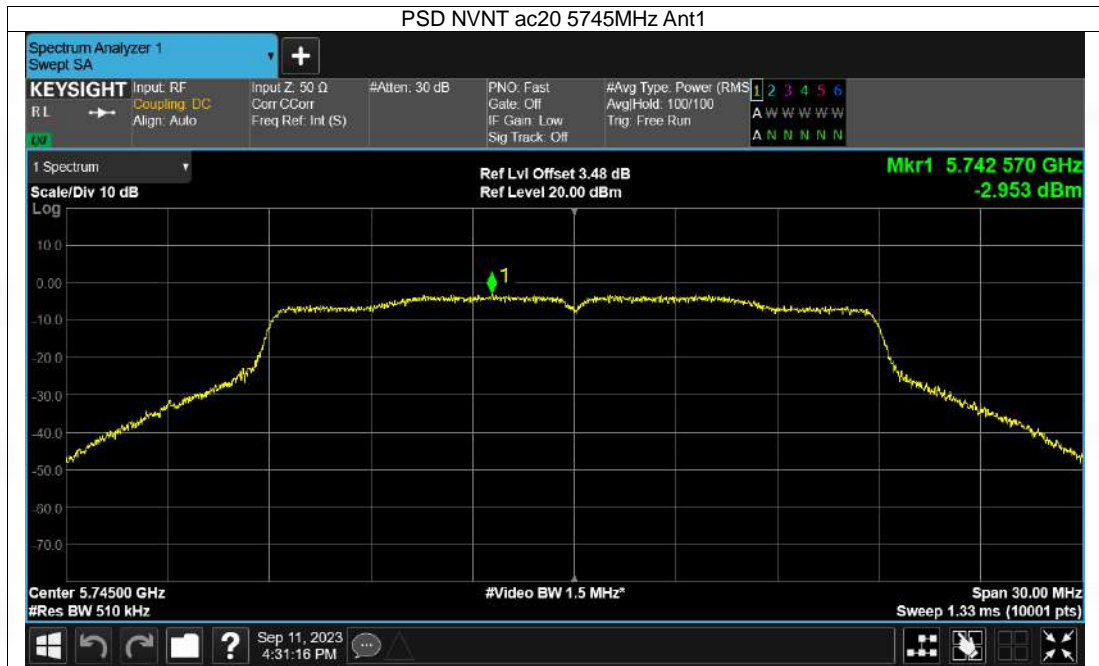 PSD NVNT ac20 5745MHz Ant1
Spectrum Analyzer 1
Swept SA
KEYSIGHT Input: RF Input Z: 50 Ω #Atten: 30 dB PNO: Fast #Avg Type: Power (RMS 1 2 3 4 5 6
R L Coupling: DC Corr CCorr Gate: Off Avg|Hold: 100/100
Align: Auto Freq Ref: Int (S) IF Gain: Low Trig: Free Run A W W W W W
LXI Sig Track: Off A N N N N N
1 Spectrum Ref Lvl Offset 3.48 dB Mkr1 5.742 570 GHz
Scale/Div 10 dB Ref Level 20.00 dBm -2.953 dBm
Log
10.0
0.00
1
-10.0
-20.0
-30.0
-40.0
-50.0
-60.0
-70.0
Center 5.74500 GHz #Video BW 1.5 MHz* Span 30.00 MHz
#Res BW 510 kHz Sweep 1.33 ms (10001 pts)
? Sep 11, 2023
4:31:16 PM